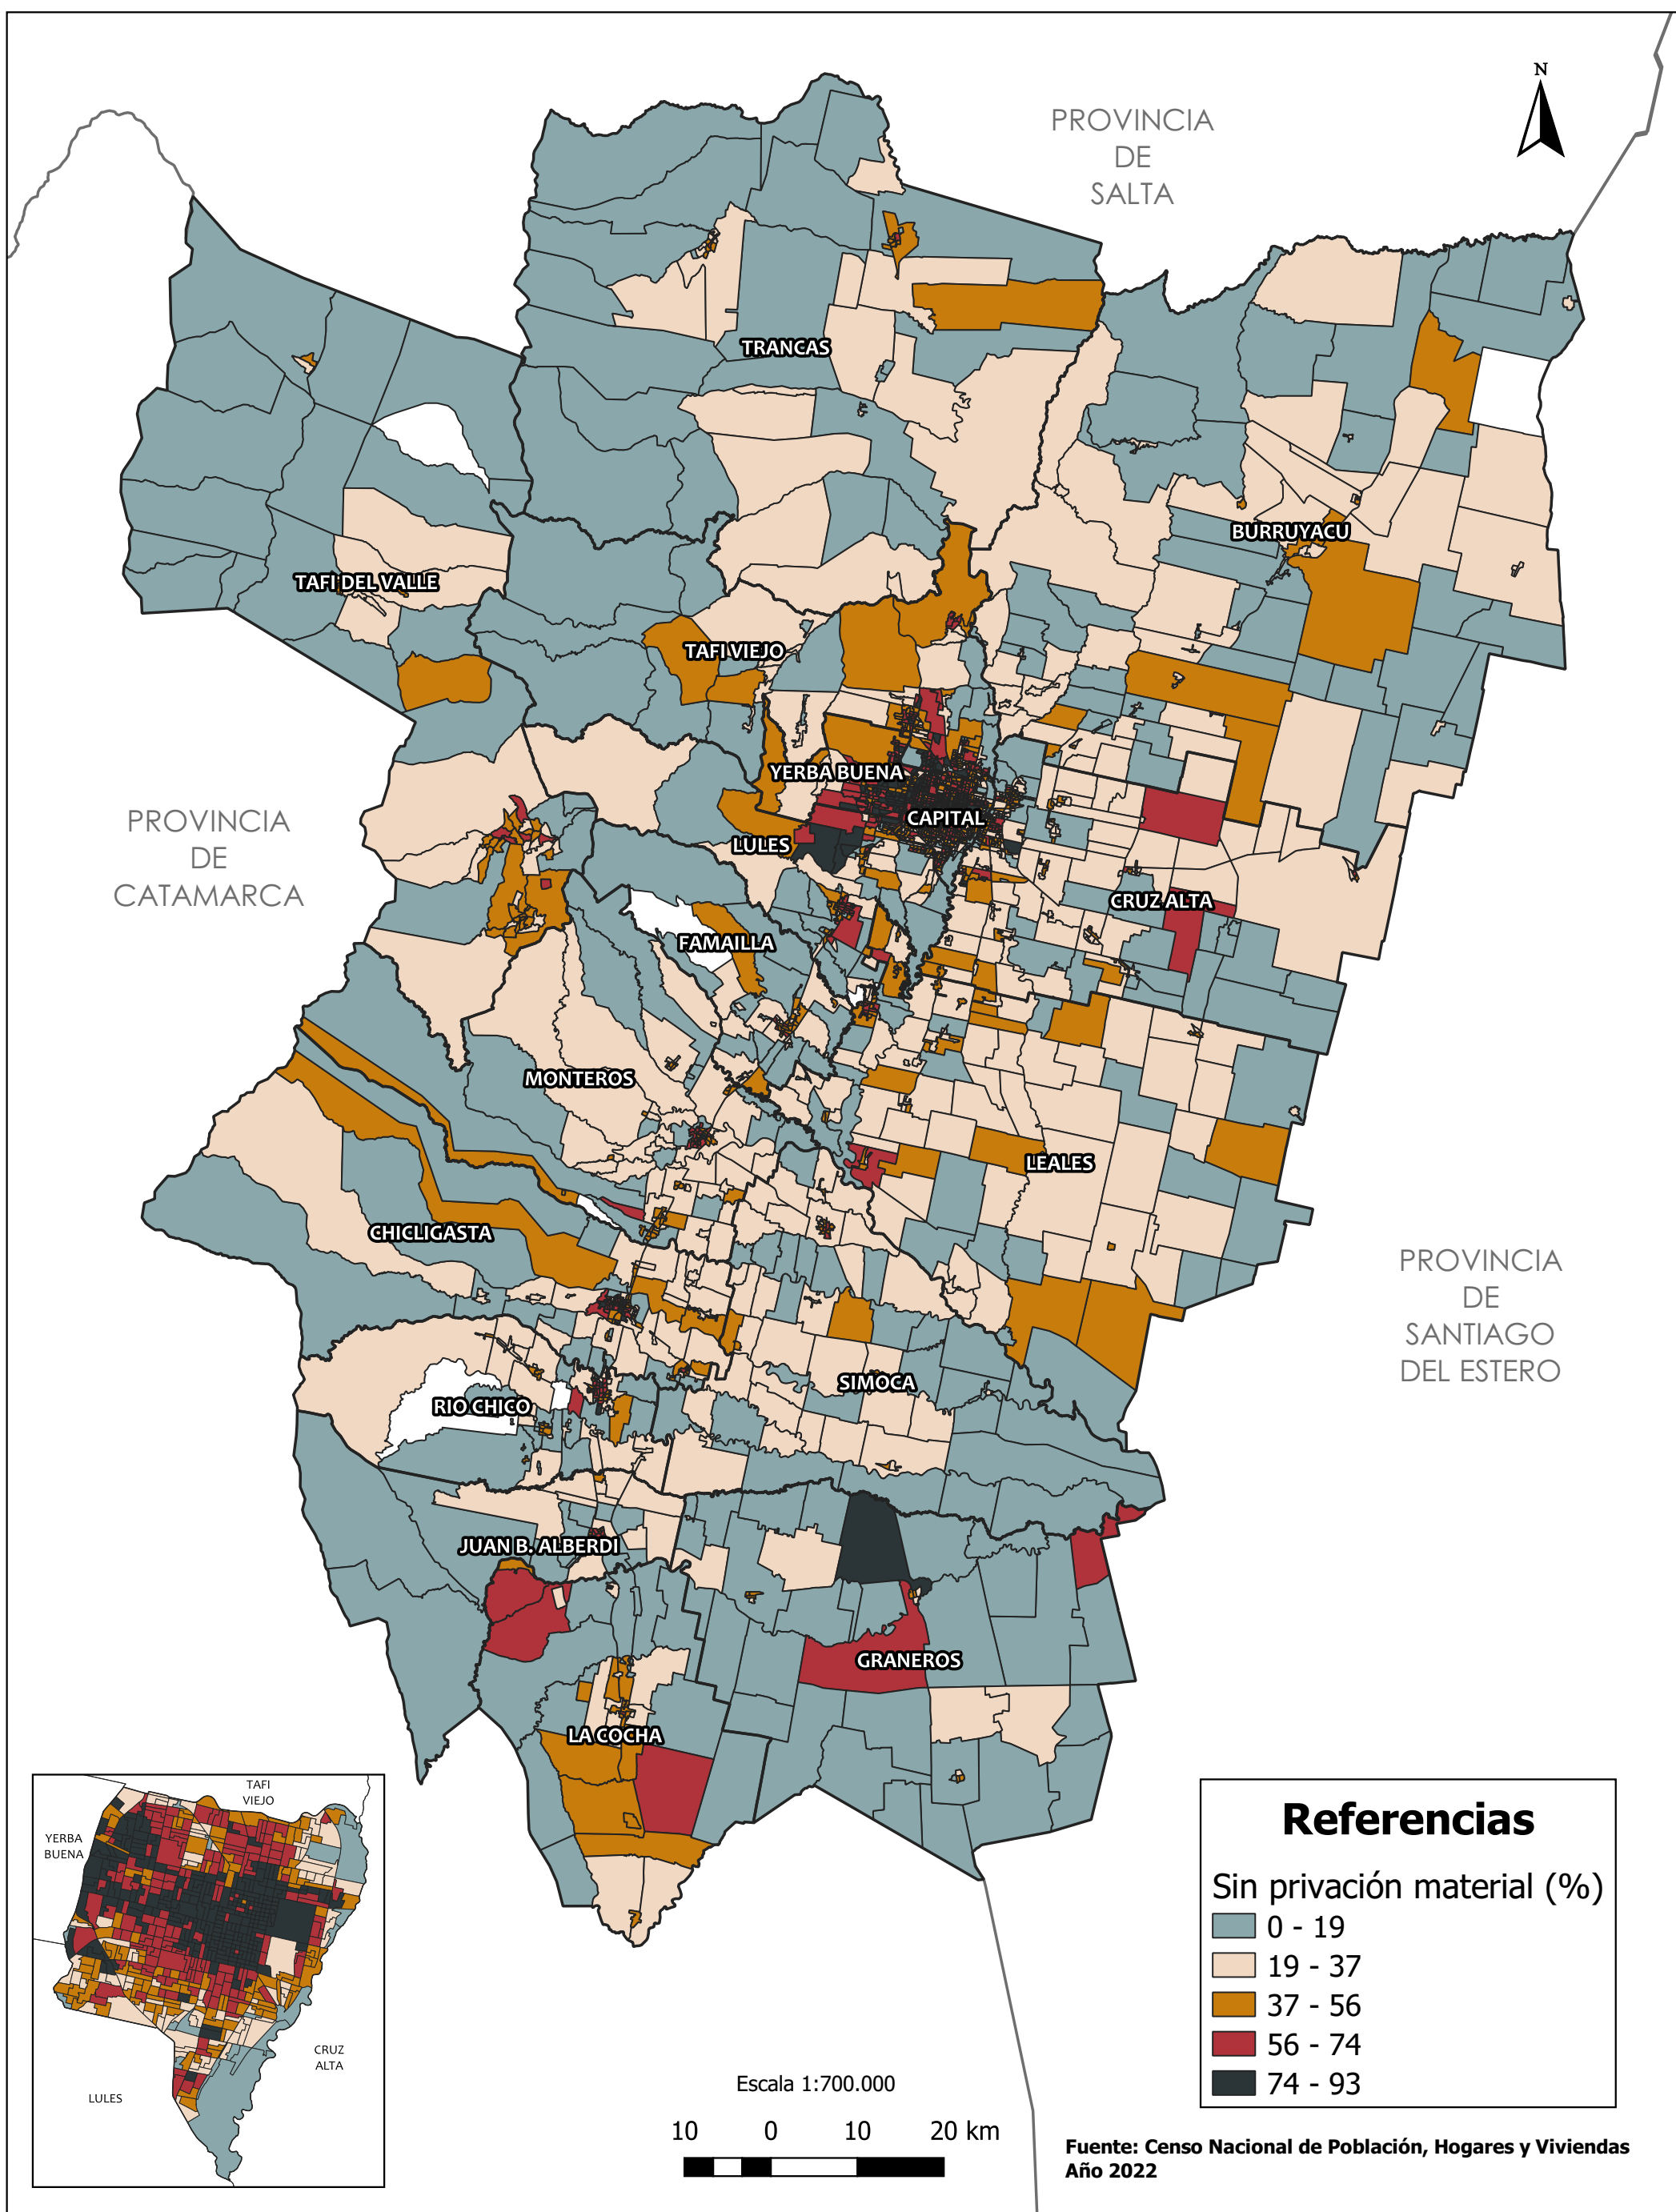 N
PROVINCIA
DE
SALTA
TRANCAS
BURRUYACU
TAFI DEL VALLE
TAFI VIEJO
YERBA BUENA
CAPITAL
LULES
PROVINCIA
DE
CATAMARCA
CRUZ ALTA
FAMAILLA
MONTEROS
LEALES
CHICLIGASTA
PROVINCIA
DE
SANTIAGO
DEL ESTERO
SIMOCA
RIO CHICO
JUAN B. ALBERDI
GRANEROS
LA COCHA
TAFI
VIEJO
YERBA
BUENA
CRUZ
ALTA
LULES
Referencias
Sin privación material (%)
0 - 19
19 - 37
37 - 56
56 - 74
74 - 93
Escala 1:700.000
10 0 10 20 km
Fuente: Censo Nacional de Población, Hogares y Viviendas
Año 2022